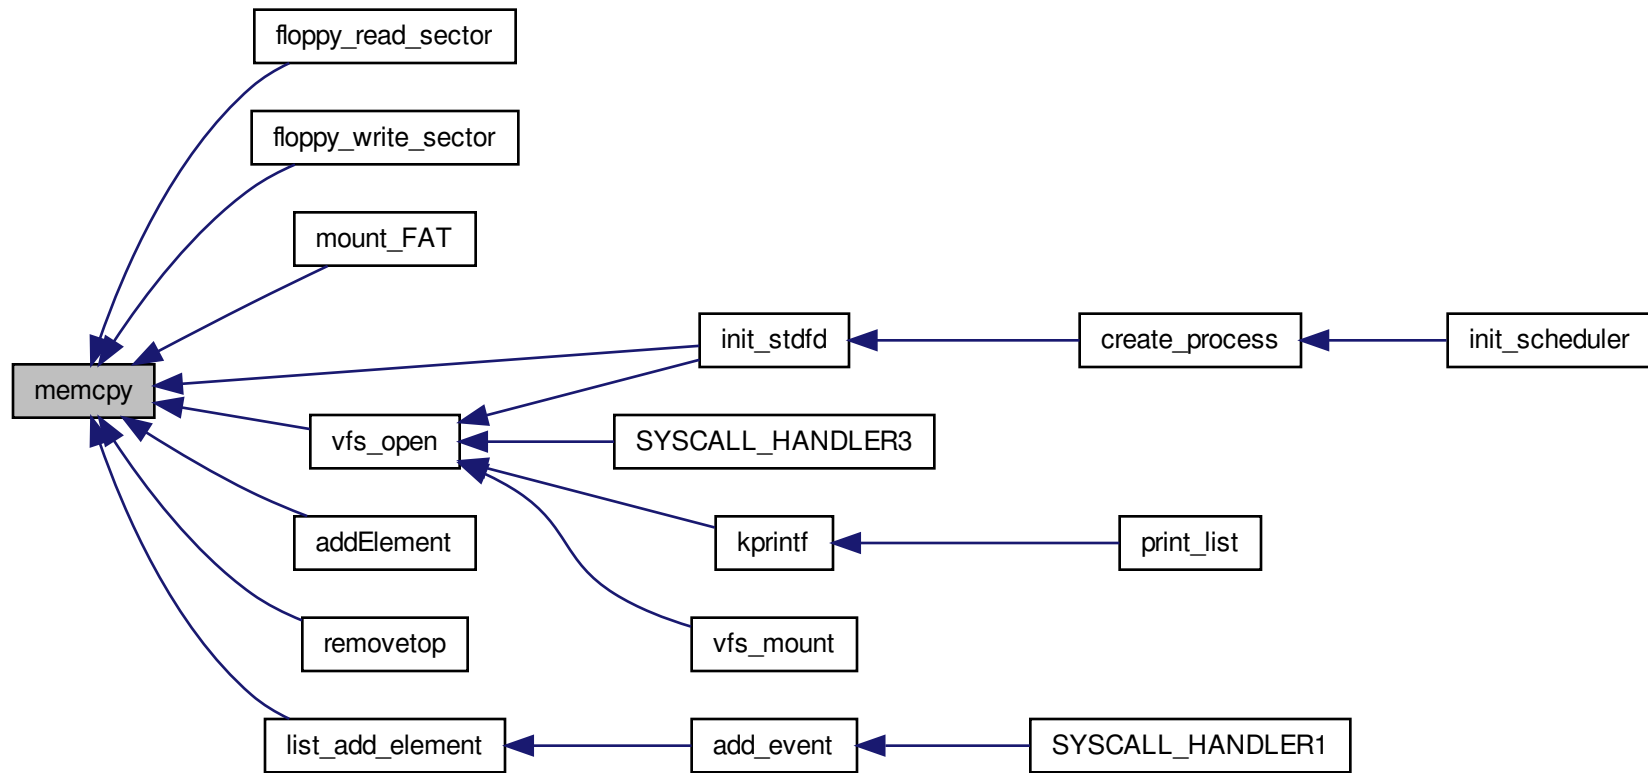 floppy_read_sector
floppy_write_sector
mount_FAT
init_stdfd
create_process
init_scheduler
memcpy
vfs_open
SYSCALL_HANDLER3
addElement
kprintf
print_list
removetop
vfs_mount
list_add_element
add_event
SYSCALL_HANDLER1